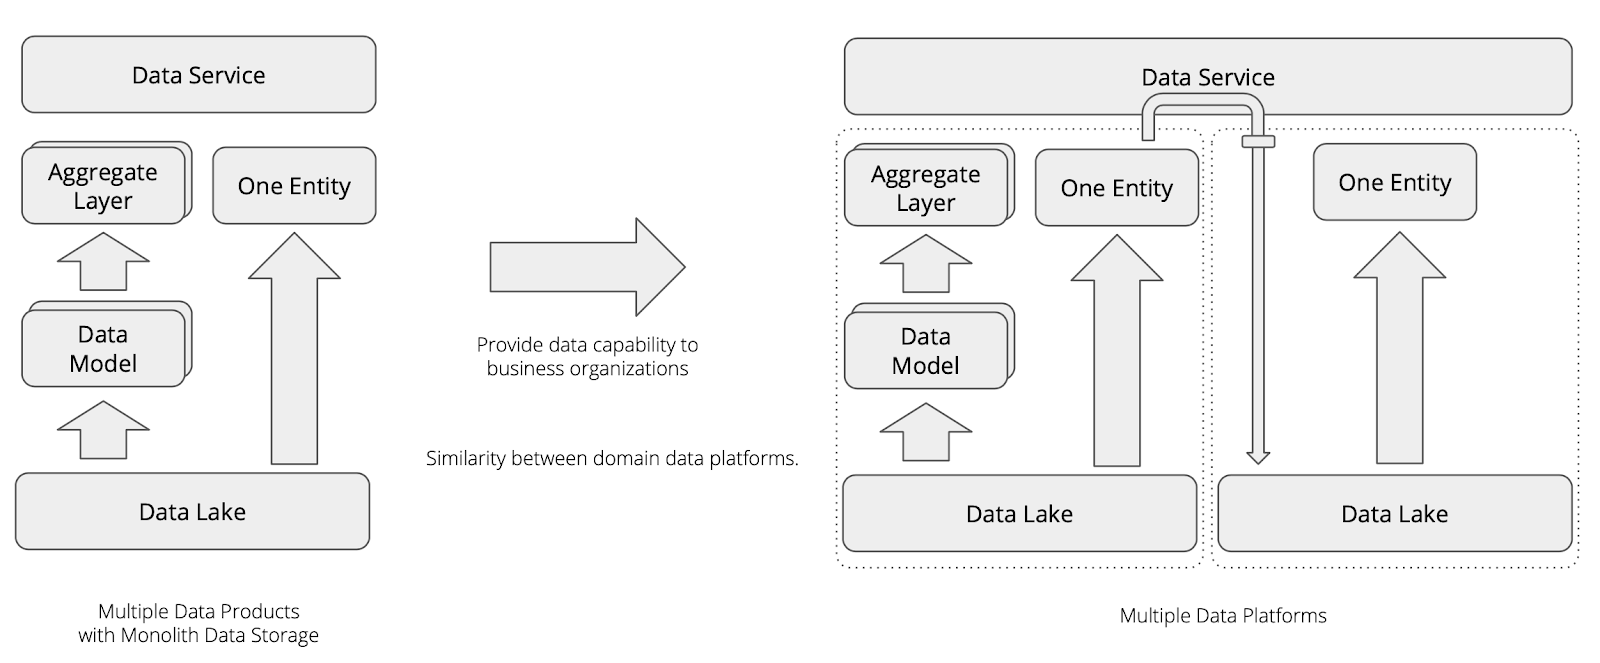 Data Service
Aggregate
Layer
One Entity
Data
Model
Data Lake
Multiple Data Products
with Monolith Data Storage
Provide data capability to
business organizations
Similarity between domain data platforms.
Data Service
Aggregate
Layer
One Entity
One Entity
Data
Model
Data Lake
Data Lake
Multiple Data Platforms